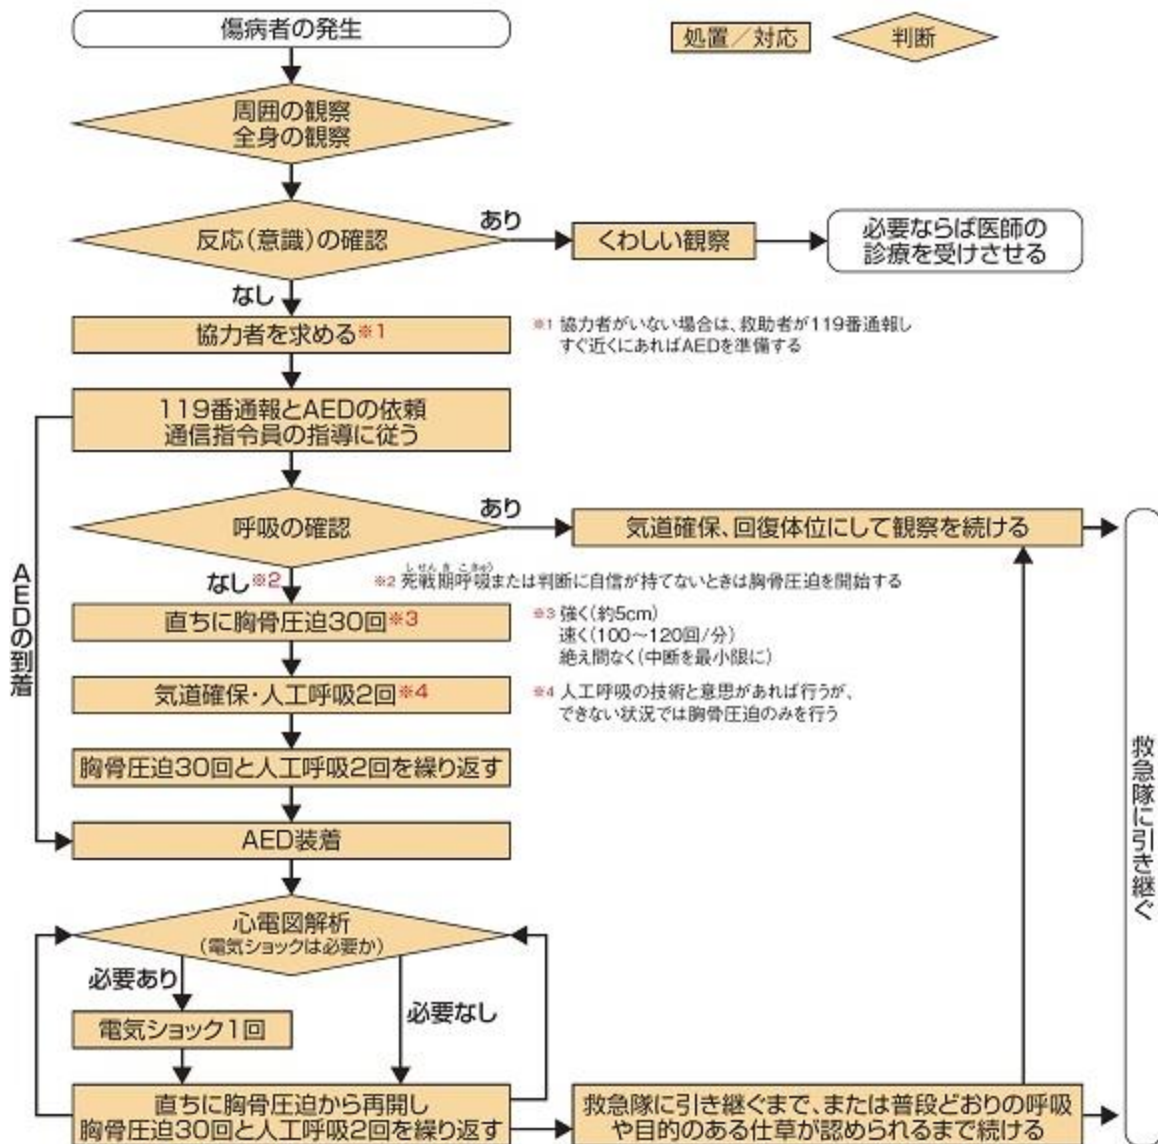 傷病者の発生
処置／対応
判断
周囲の観察
全身の観察
反応(意識)の確認
あり
くわしい観察
必要ならば医師の
診療を受けさせる
なし
協力者を求める※1
※1 協力者がいない場合は、救助者が119番通報し
すぐ近くにあればAEDを準備する
119番通報とAEDの依頼
通信指令員の指導に従う
呼吸の確認
あり
気道確保、回復体位にして観察を続ける
なし※2
しせんきこきゅう
※2 死戦期呼吸または判断に自信が持てないときは胸骨圧迫を開始する
AEDの到着
直ちに胸骨圧迫30回※3
※3 強く(約5cm)
速く(100～120回/分)
絶え間なく(中断を最小限に)
気道確保・人工呼吸2回※4
※4 人工呼吸の技術と意思があれば行うが、
できない状況では胸骨圧迫のみを行う
胸骨圧迫30回と人工呼吸2回を繰り返す
AED装着
心電図解析
(電気ショックは必要か)
必要あり
必要なし
電気ショック1回
直ちに胸骨圧迫から再開し
胸骨圧迫30回と人工呼吸2回を繰り返す
救急隊に引き継ぐまで、または普段どおりの呼吸
や目的のある仕草が認められるまで続ける
救急隊に引き継ぐ